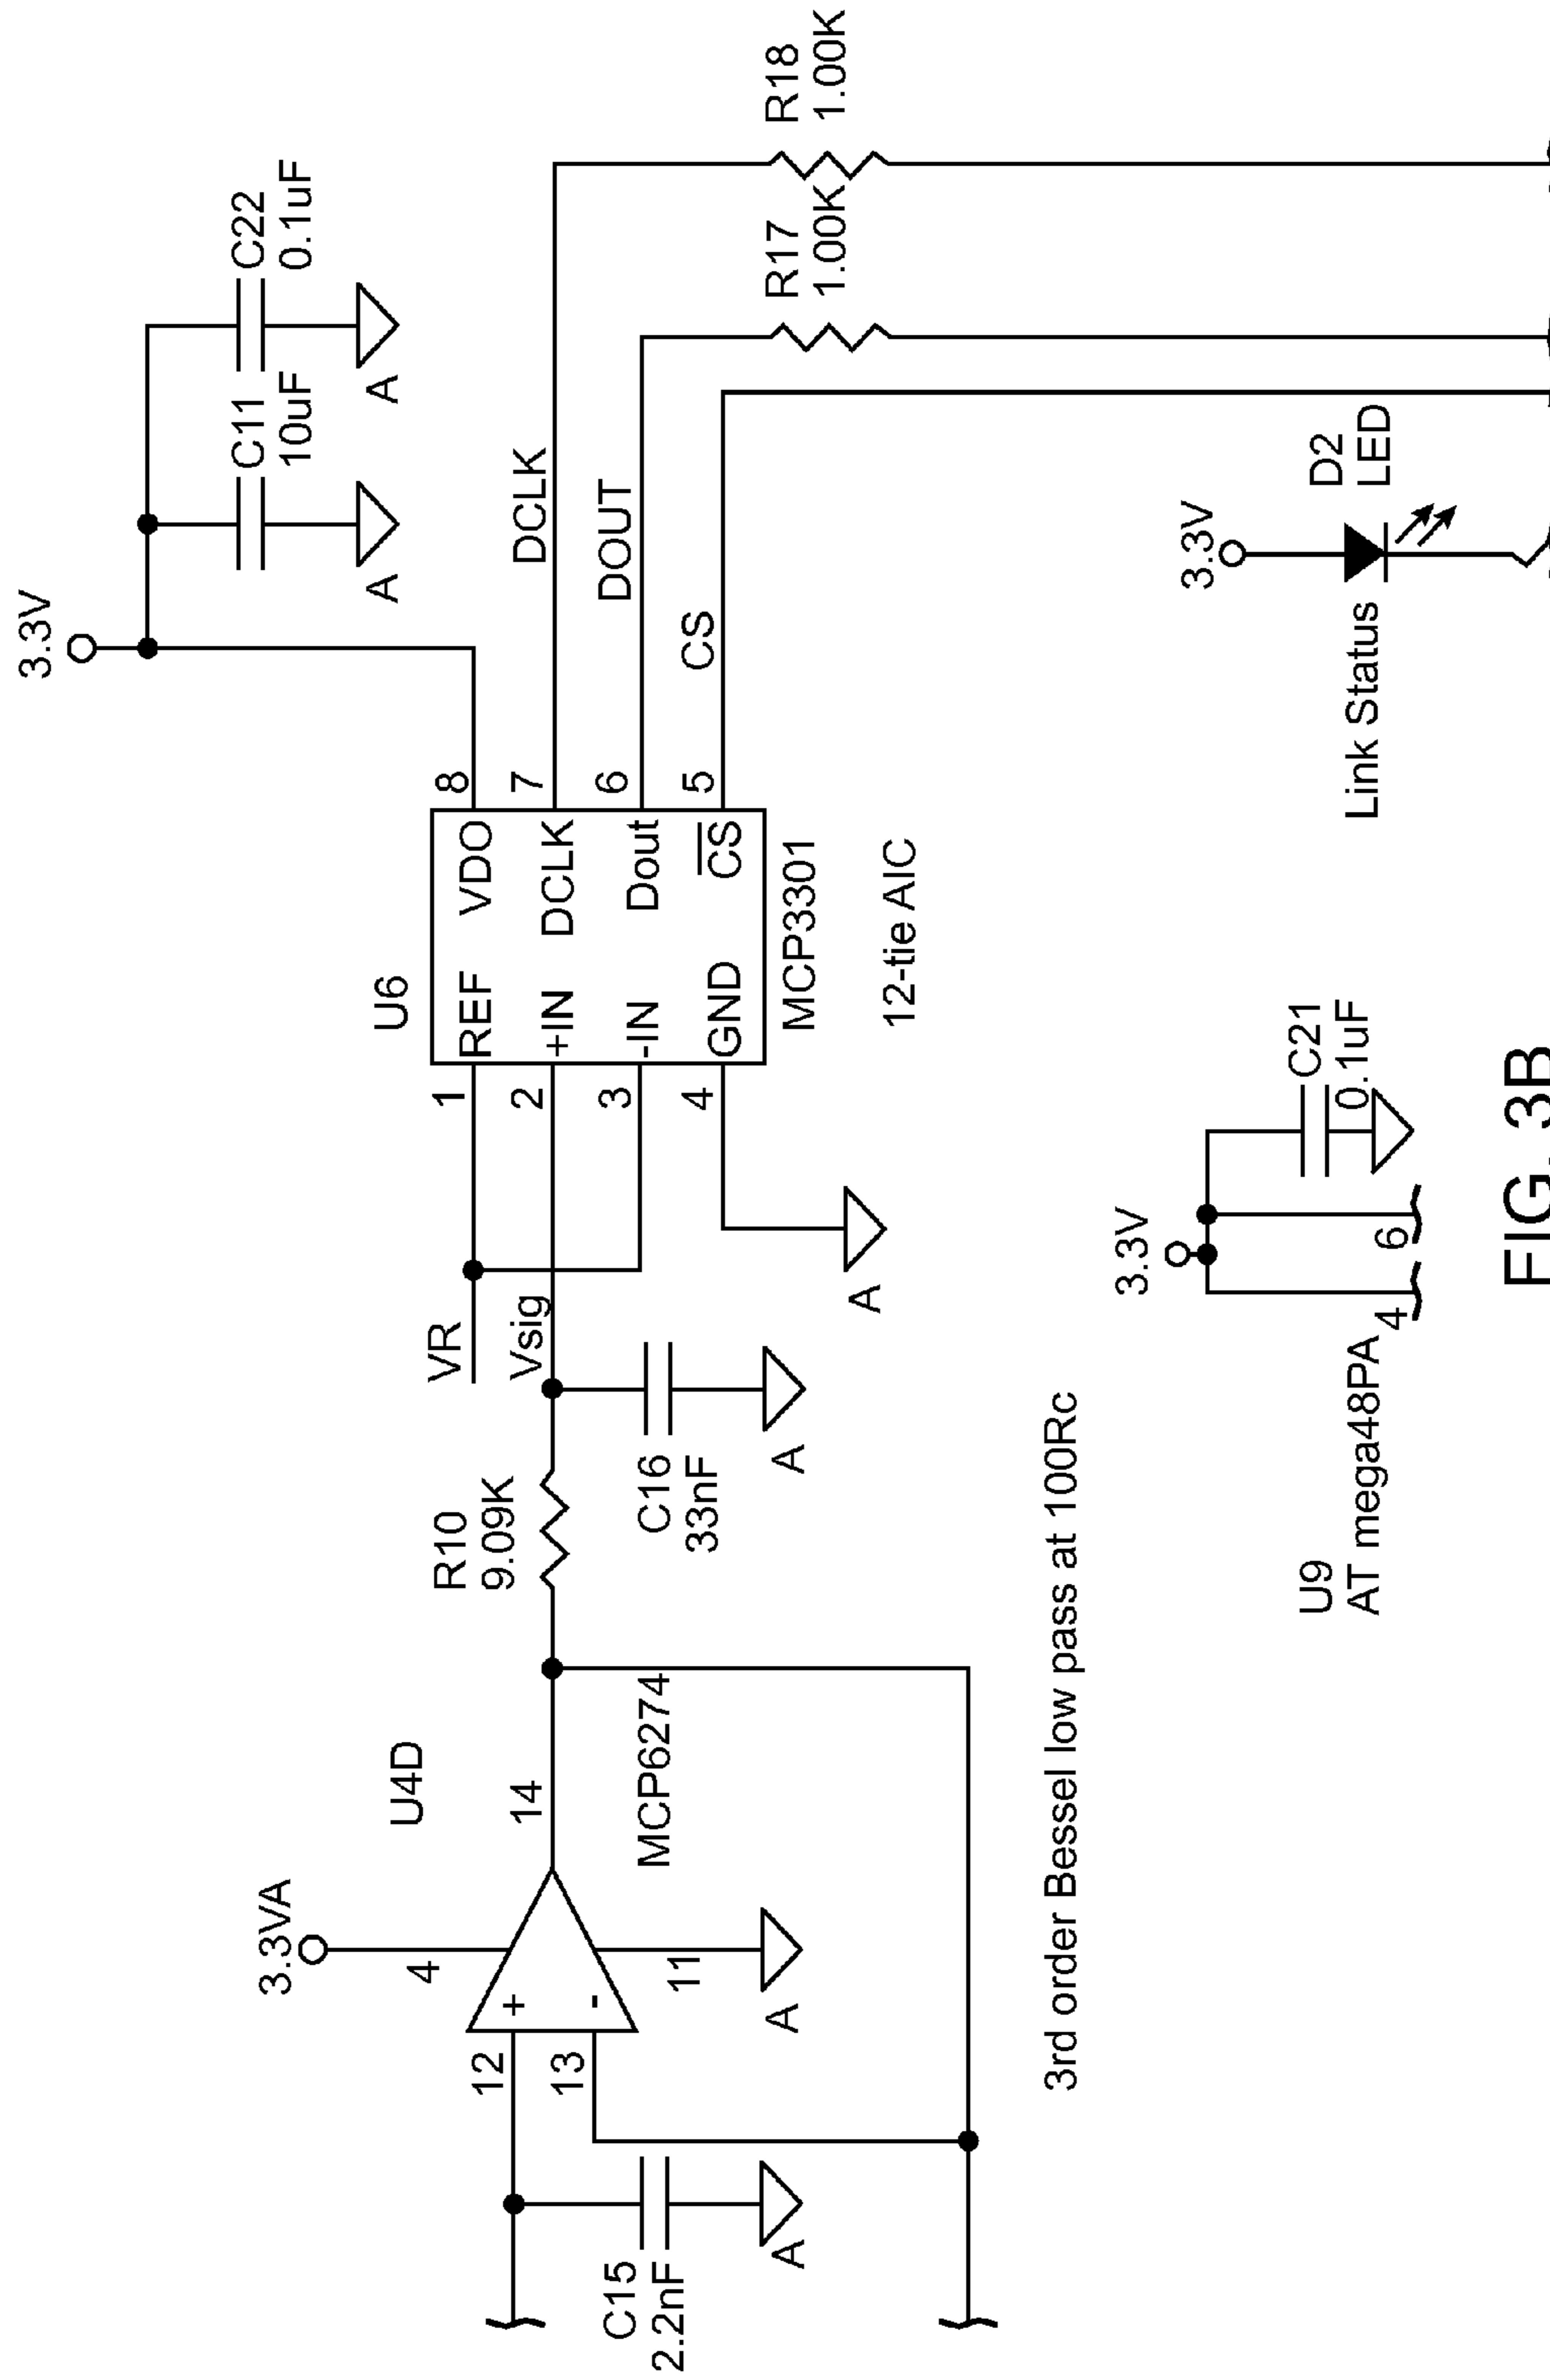 3.3V
C11
10uF
C22
0.1uF
A
A
3.3VA
U4D
4
12
+
13
-
14
11
A
MCP6274
C15
2.2nF
A
R10
9.09K
VR
Vsig
C16
33nF
A
U6
1
REF
VDO
8
2
+IN
DCLK
7
3
-IN
Dout
6
4
GND
CS
5
MCP3301
12-tie AIC
A
DCLK
DOUT
CS
R17
1.00K
R18
1.00K
3rd order Bessel low pass at 100Rc
U9
AT mega48PA
3.3V
4
6
C21
0.1uF
3.3V
Link Status
D2
LED
FIG. 3B